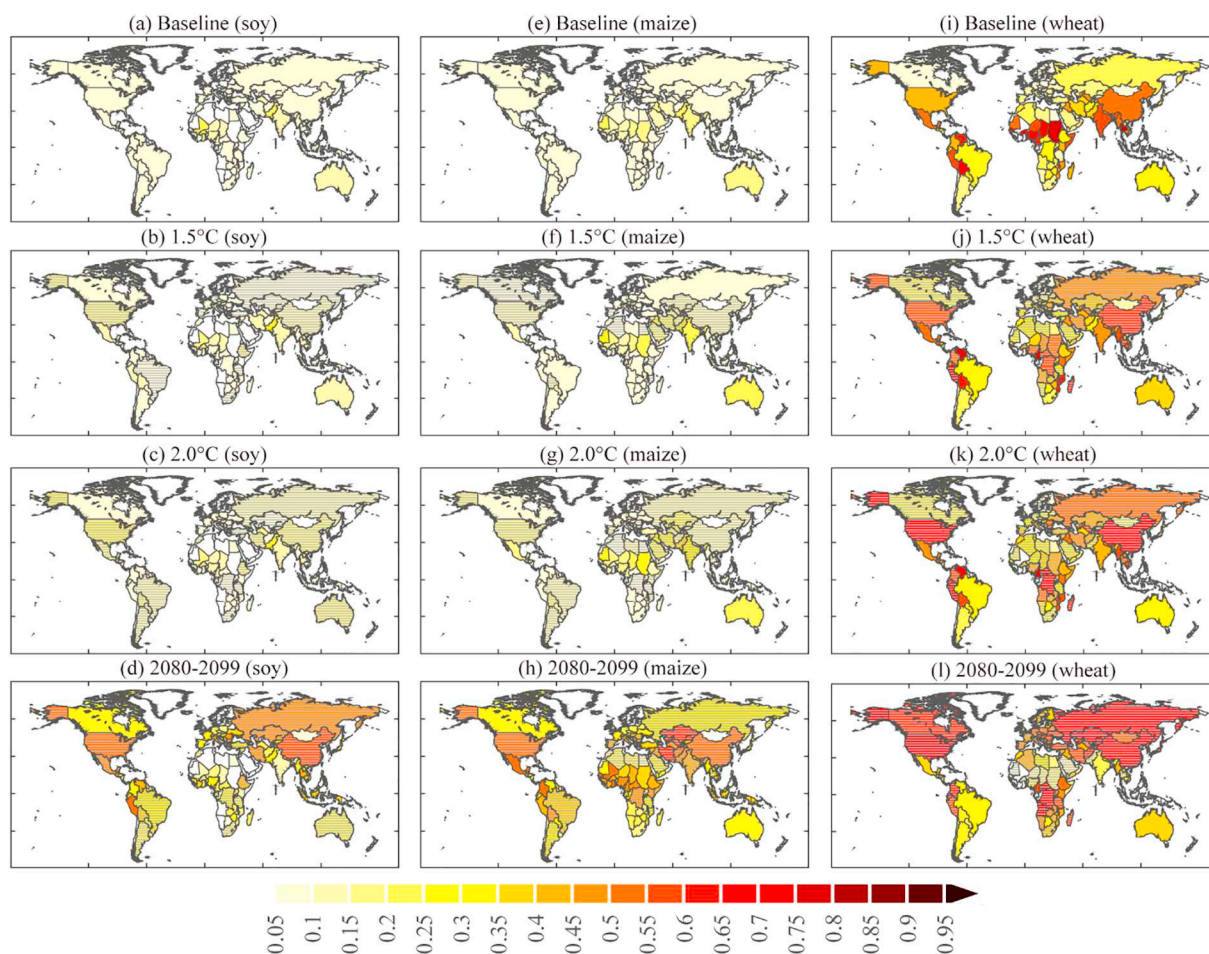 (a) Baseline (soy)
(e) Baseline (maize)
(i) Baseline (wheat)
(b) 1.5°C (soy)
(f) 1.5°C (maize)
(j) 1.5°C (wheat)
(c) 2.0°C (soy)
(g) 2.0°C (maize)
(k) 2.0°C (wheat)
(d) 2080-2099 (soy)
(h) 2080-2099 (maize)
(l) 2080-2099 (wheat)
0.05
0.1
0.15
0.2
0.25
0.3
0.35
0.4
0.45
0.5
0.55
0.6
0.65
0.7
0.75
0.8
0.85
0.9
0.95